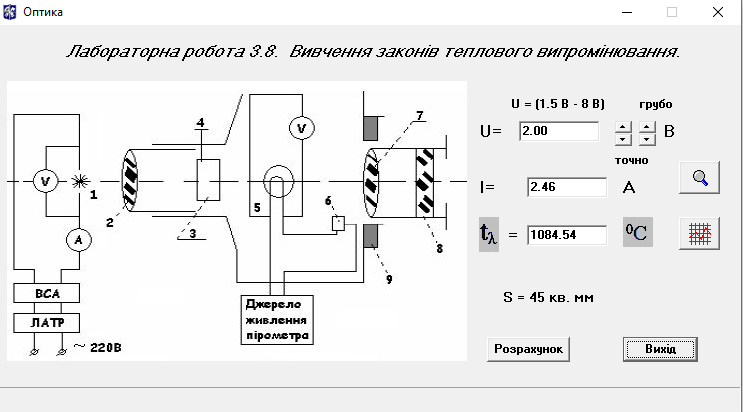 Оптика
Лабораторна робота 3.8. Вивчення законів теплового випромінювання.
U = (1.5 В - 8 В) грубо
U= 2.00 В
точно
I= 2.46 А
tλ = 1084.54 ⁰C
S = 45 кв. мм
Розрахунок Вихід
V
1
A
ВСА
ЛАТР
~ 220В
2
3
4
5
V
6
7
8
9
Джерело
живлення
пірометра